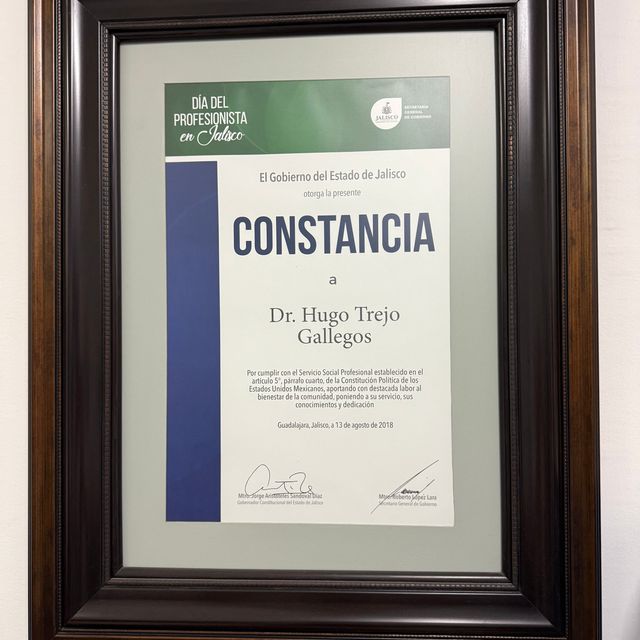 DÍA DEL
PROFESIONISTA
en Jalisco
JALISCO
SECRETARÍA
GENERAL
DE GOBIERNO
El Gobierno del Estado de Jalisco
otorga la presente
CONSTANCIA
a
Dr. Hugo Trejo
Gallegos
Por cumplir con el Servicio Social Profesional establecido en el
artículo 5°, párrafo cuarto, de la Constitución Política de los
Estados Unidos Mexicanos, aportando con destacada labor al
bienestar de la comunidad, poniendo a su servicio, sus
conocimientos y dedicación
Guadalajara, Jalisco, a 13 de agosto de 2018
Mtro. Jorge Aristóteles Sandoval Díaz
Gobernador Constitucional del Estado de Jalisco
Mtro. Roberto López Lara
Secretario General de Gobierno